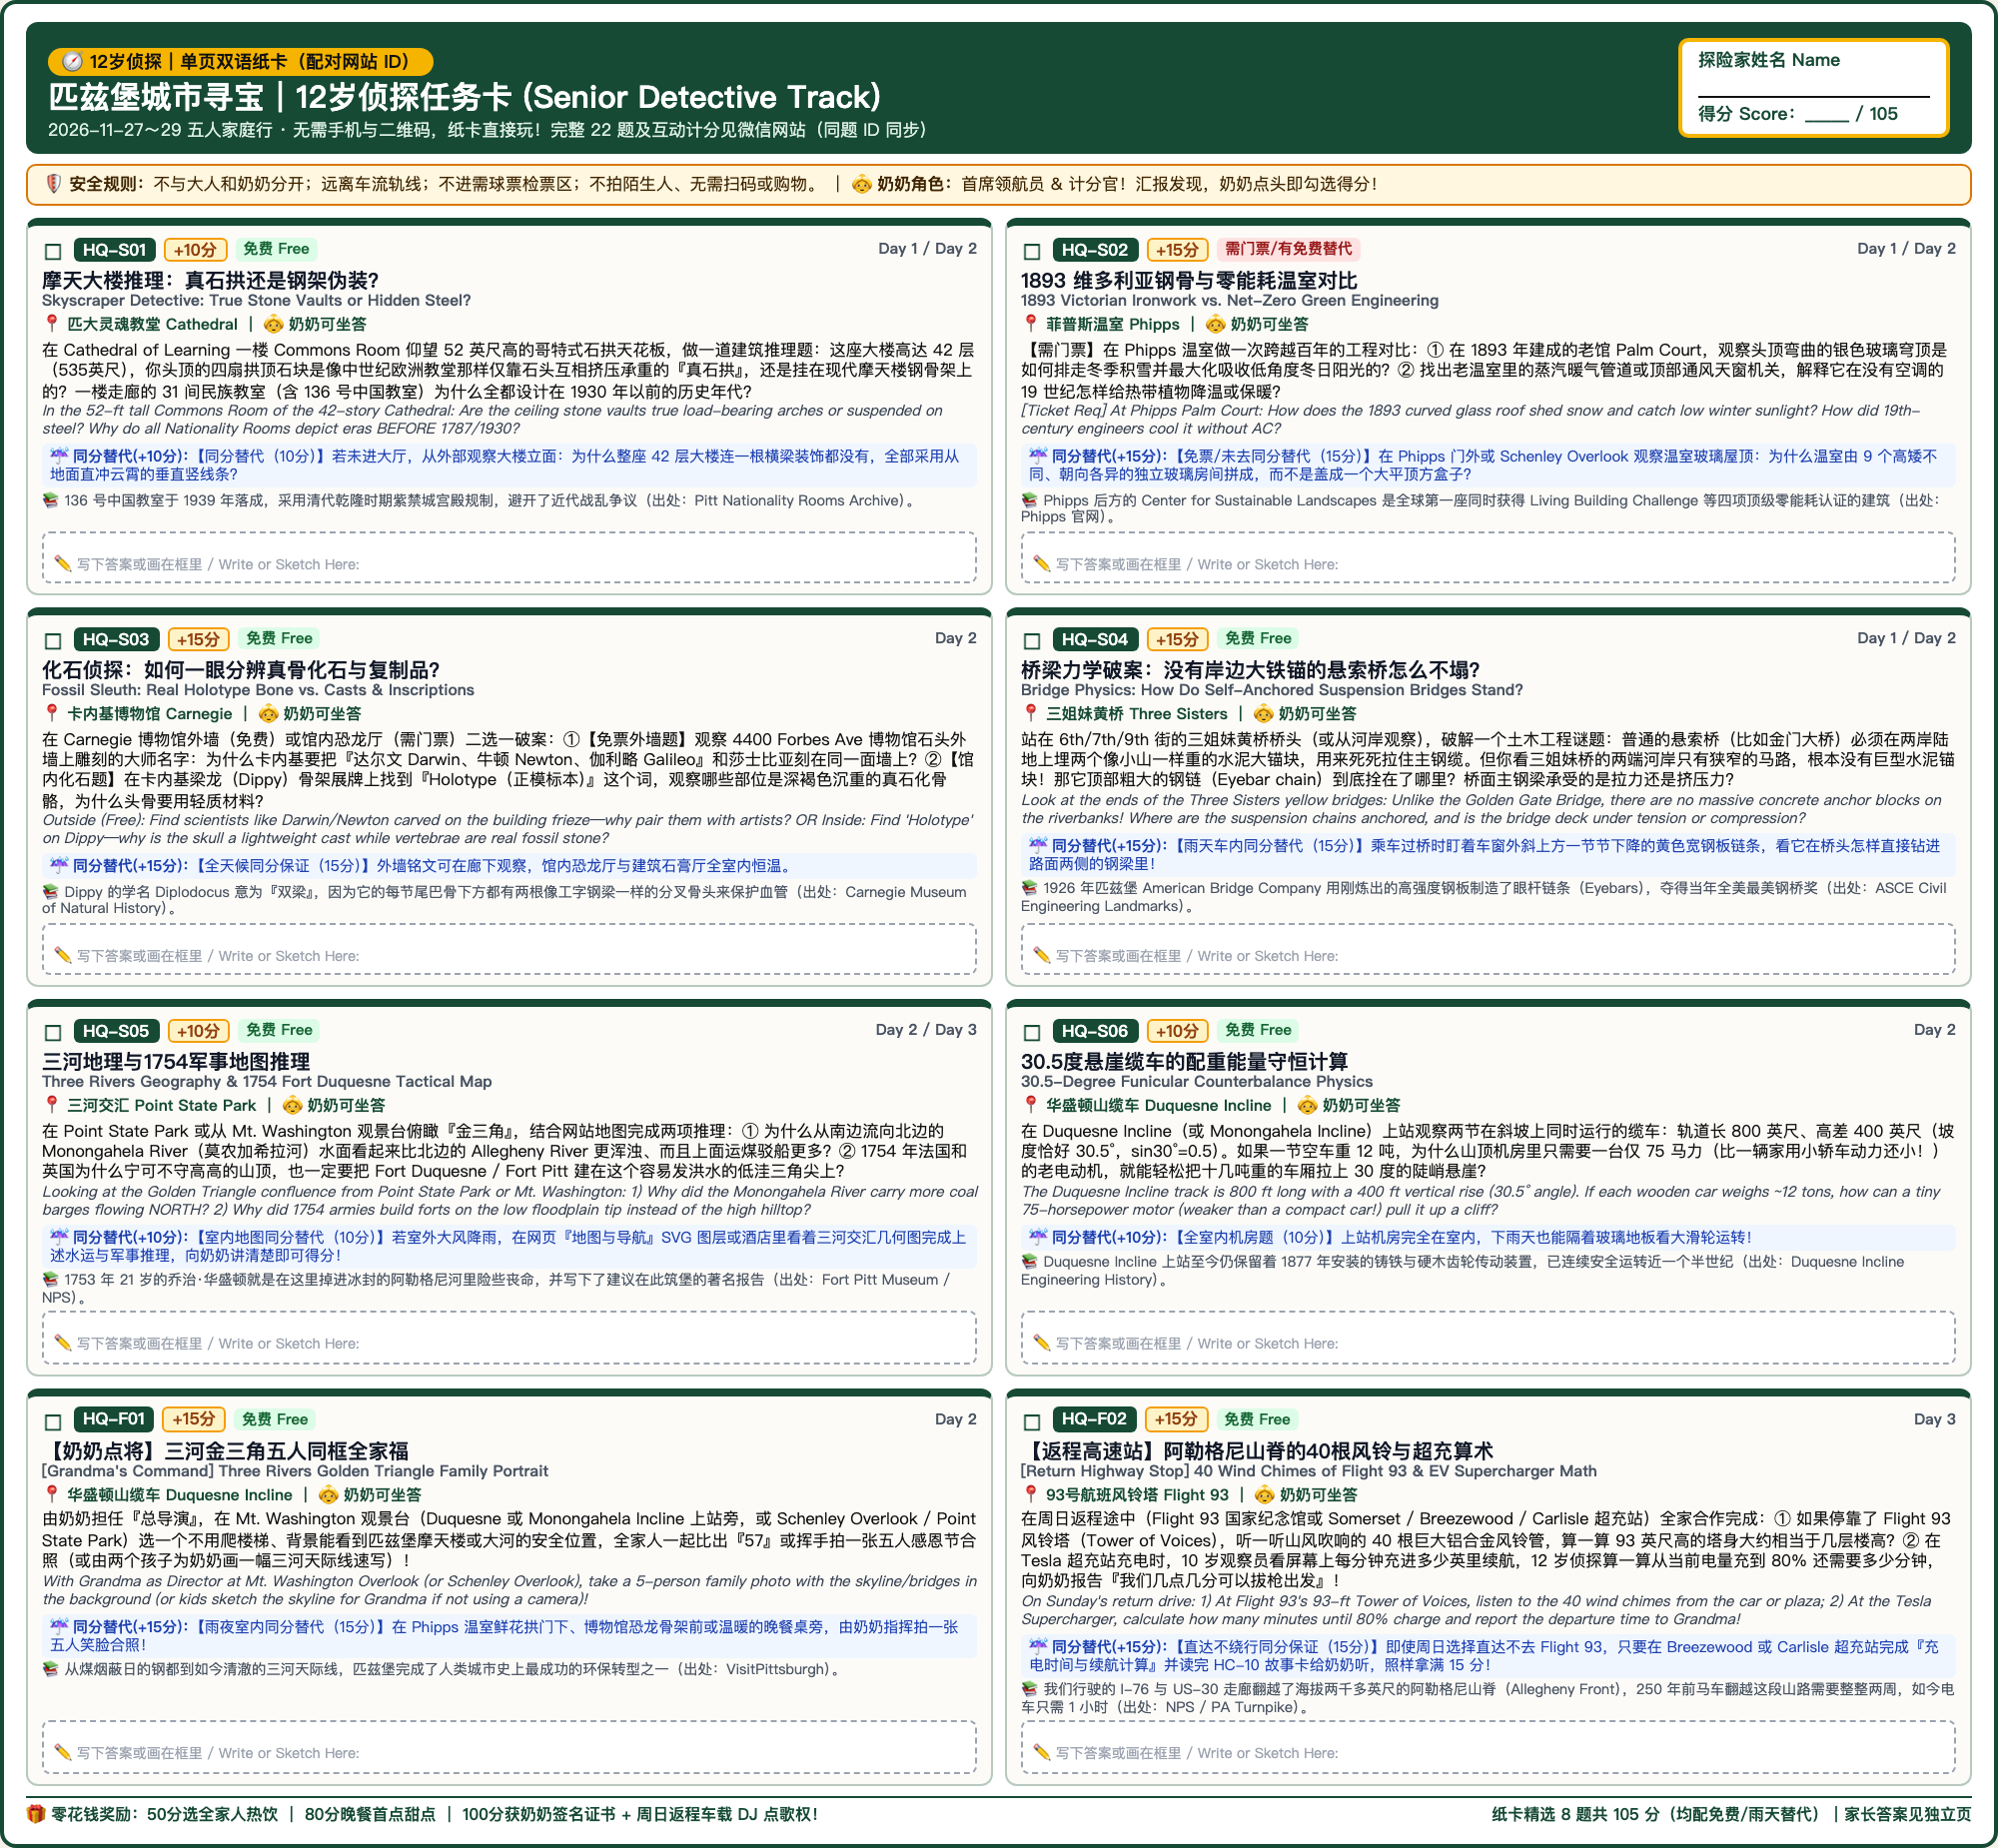 🧭 12岁侦探｜单页双语纸卡（配对网站 ID）
匹兹堡城市寻宝｜12岁侦探任务卡 (Senior Detective Track)
2026-11-27～29 五人家庭行 · 无需手机与二维码，纸卡直接玩！完整 22 题及互动计分见微信网站（同题 ID 同步）
探险家姓名 Name
得分 Score： _____ / 105
🛡️ 安全规则：不与大人和奶奶分开；远离车流轨线；不进需球票检票区；不拍陌生人、无需扫码或购物。 ｜ 👵 奶奶角色：首席领航员 & 计分官！汇报发现，奶奶点头即勾选得分！
☐ HQ-S01 +10分 免费 Free Day 1 / Day 2
摩天大楼推理：真石拱还是钢架伪装？
Skyscraper Detective: True Stone Vaults or Hidden Steel?
📍 匹大灵魂教堂 Cathedral ｜ 👵 奶奶可坐答
在 Cathedral of Learning 一楼 Commons Room 仰望 52 英尺高的哥特式石拱天花板，做一道建筑推理题：这座大楼高达 42 层
（535英尺），你头顶的四扇拱顶石块是像中世纪欧洲教堂那样仅靠石头互相挤压承重的『真石拱』，还是挂在现代摩天楼钢骨架上
的？一楼走廊的 31 间民族教室（含 136 号中国教室）为什么全都设计在 1930 年以前的历史年代？
In the 52-ft tall Commons Room of the 42-story Cathedral: Are the ceiling stone vaults true load-bearing arches or suspended on
steel? Why do all Nationality Rooms depict eras BEFORE 1787/1930?
☔ 同分替代(+10分)：【同分替代（10分）】若未进大厅，从外部观察大楼立面：为什么整座 42 层大楼连一根横梁装饰都没有，全部采用从
地面直冲云霄的垂直竖线条？
📚 136 号中国教室于 1939 年落成，采用清代乾隆时期紫禁城宫殿规制，避开了近代战乱争议（出处：Pitt Nationality Rooms Archive）。
✏️ 写下答案或画在框里 / Write or Sketch Here:
☐ HQ-S02 +15分 需门票/有免费替代 Day 1 / Day 2
1893 维多利亚钢骨与零能耗温室对比
1893 Victorian Ironwork vs. Net-Zero Green Engineering
📍 菲普斯温室 Phipps ｜ 👵 奶奶可坐答
【需门票】在 Phipps 温室做一次跨越百年的工程对比：① 在 1893 年建成的老馆 Palm Court，观察头顶弯曲的银色玻璃穹顶是
如何排走冬季积雪并最大化吸收低角度冬日阳光的？② 找出老温室里的蒸汽暖气管道或顶部通风天窗机关，解释它在没有空调的
19 世纪怎样给热带植物降温或保暖？
[Ticket Req] At Phipps Palm Court: How does the 1893 curved glass roof shed snow and catch low winter sunlight? How did 19th-
century engineers cool it without AC?
☔ 同分替代(+15分)：【免票/未去同分替代（15分）】在 Phipps 门外或 Schenley Overlook 观察温室玻璃屋顶：为什么温室由 9 个高矮不
同、朝向各异的独立玻璃房间拼成，而不是盖成一个大平顶方盒子？
📚 Phipps 后方的 Center for Sustainable Landscapes 是全球第一座同时获得 Living Building Challenge 等四项顶级零能耗认证的建筑（出处：
Phipps 官网）。
✏️ 写下答案或画在框里 / Write or Sketch Here:
☐ HQ-S03 +15分 免费 Free Day 2
化石侦探：如何一眼分辨真骨化石与复制品？
Fossil Sleuth: Real Holotype Bone vs. Casts & Inscriptions
📍 卡内基博物馆 Carnegie ｜ 👵 奶奶可坐答
在 Carnegie 博物馆外墙（免费）或馆内恐龙厅（需门票）二选一破案：①【免票外墙题】观察 4400 Forbes Ave 博物馆石头外
墙上雕刻的大师名字：为什么卡内基要把『达尔文 Darwin、牛顿 Newton、伽利略 Galileo』和莎士比亚刻在同一面墙上？②【馆
内化石题】在卡内基梁龙（Dippy）骨架展牌上找到『Holotype（正模标本）』这个词，观察哪些部位是深褐色沉重的真石化骨
骼，为什么头骨要用轻质材料？
Outside (Free): Find scientists like Darwin/Newton carved on the building frieze—why pair them with artists? OR Inside: Find 'Holotype'
on Dippy—why is the skull a lightweight cast while vertebrae are real fossil stone?
☔ 同分替代(+15分)：【全天候同分保证（15分）】外墙铭文可在廊下观察，馆内恐龙厅与建筑石膏厅全室内恒温。
📚 Dippy 的学名 Diplodocus 意为『双梁』，因为它的每节尾巴骨下方都有两根像工字钢梁一样的分叉骨头来保护血管（出处：Carnegie Museum
of Natural History）。
✏️ 写下答案或画在框里 / Write or Sketch Here:
☐ HQ-S04 +15分 免费 Free Day 1 / Day 2
桥梁力学破案：没有岸边大铁锚的悬索桥怎么不塌？
Bridge Physics: How Do Self-Anchored Suspension Bridges Stand?
📍 三姐妹黄桥 Three Sisters ｜ 👵 奶奶可坐答
站在 6th/7th/9th 街的三姐妹黄桥桥头（或从河岸观察），破解一个土木工程谜题：普通的悬索桥（比如金门大桥）必须在两岸陆
地上埋两个像小山一样重的水泥大锚块，用来死死拉住主钢缆。但你看三姐妹桥的两端河岸只有狭窄的马路，根本没有巨型水泥锚
块！那它顶部粗大的钢链（Eyebar chain）到底拴在了哪里？桥面主钢梁承受的是拉力还是挤压力？
Look at the ends of the Three Sisters yellow bridges: Unlike the Golden Gate Bridge, there are no massive concrete anchor blocks on
the riverbanks! Where are the suspension chains anchored, and is the bridge deck under tension or compression?
☔ 同分替代(+15分)：【雨天车内同分替代（15分）】乘车过桥时盯着车窗外斜上方一节节下降的黄色宽钢板链条，看它在桥头怎样直接钻进
路面两侧的钢梁里！
📚 1926 年匹兹堡 American Bridge Company 用刚炼出的高强度钢板制造了眼杆链条（Eyebars），夺得当年全美最美钢桥奖（出处：ASCE Civil
Engineering Landmarks）。
✏️ 写下答案或画在框里 / Write or Sketch Here:
☐ HQ-S05 +10分 免费 Free Day 2 / Day 3
三河地理与1754军事地图推理
Three Rivers Geography & 1754 Fort Duquesne Tactical Map
📍 三河交汇 Point State Park ｜ 👵 奶奶可坐答
在 Point State Park 或从 Mt. Washington 观景台俯瞰『金三角』，结合网站地图完成两项推理：① 为什么从南边流向北边的
Monongahela River（莫农加希拉河）水面看起来比北边的 Allegheny River 更浑浊、而且上面运煤驳船更多？② 1754 年法国和
英国为什么宁可不守高高的山顶，也一定要把 Fort Duquesne / Fort Pitt 建在这个容易发洪水的低洼三角尖上？
Looking at the Golden Triangle confluence from Point State Park or Mt. Washington: 1) Why did the Monongahela River carry more coal
barges flowing NORTH? 2) Why did 1754 armies build forts on the low floodplain tip instead of the high hilltop?
☔ 同分替代(+10分)：【室内地图同分替代（10分）】若室外大风降雨，在网页『地图与导航』SVG 图层或酒店里看着三河交汇几何图完成上
述水运与军事推理，向奶奶讲清楚即可得分！
📚 1753 年 21 岁的乔治·华盛顿就是在这里掉进冰封的阿勒格尼河里险些丧命，并写下了建议在此筑堡的著名报告（出处：Fort Pitt Museum /
NPS）。
✏️ 写下答案或画在框里 / Write or Sketch Here:
☐ HQ-S06 +10分 免费 Free Day 2
30.5度悬崖缆车的配重能量守恒计算
30.5-Degree Funicular Counterbalance Physics
📍 华盛顿山缆车 Duquesne Incline ｜ 👵 奶奶可坐答
在 Duquesne Incline（或 Monongahela Incline）上站观察两节在斜坡上同时运行的缆车：轨道长 800 英尺、高差 400 英尺（坡
度恰好 30.5°，sin30°=0.5）。如果一节空车重 12 吨，为什么山顶机房里只需要一台仅 75 马力（比一辆家用小轿车动力还小！）
的老电动机，就能轻松把十几吨重的车厢拉上 30 度的陡峭悬崖？
The Duquesne Incline track is 800 ft long with a 400 ft vertical rise (30.5° angle). If each wooden car weighs ~12 tons, how can a tiny
75-horsepower motor (weaker than a compact car!) pull it up a cliff?
☔ 同分替代(+10分)：【全室内机房题（10分）】上站机房完全在室内，下雨天也能隔着玻璃地板看大滑轮运转！
📚 Duquesne Incline 上站至今仍保留着 1877 年安装的铸铁与硬木齿轮传动装置，已连续安全运转近一个半世纪（出处：Duquesne Incline
Engineering History）。
✏️ 写下答案或画在框里 / Write or Sketch Here:
☐ HQ-F01 +15分 免费 Free Day 2
【奶奶点将】三河金三角五人同框全家福
[Grandma's Command] Three Rivers Golden Triangle Family Portrait
📍 华盛顿山缆车 Duquesne Incline ｜ 👵 奶奶可坐答
由奶奶担任『总导演』，在 Mt. Washington 观景台（Duquesne 或 Monongahela Incline 上站旁，或 Schenley Overlook / Point
State Park）选一个不用爬楼梯、背景能看到匹兹堡摩天楼或大河的安全位置，全家人一起比出『57』或挥手拍一张五人感恩节合
照（或由两个孩子为奶奶画一幅三河天际线速写）！
With Grandma as Director at Mt. Washington Overlook (or Schenley Overlook), take a 5-person family photo with the skyline/bridges in
the background (or kids sketch the skyline for Grandma if not using a camera)!
☔ 同分替代(+15分)：【雨夜室内同分替代（15分）】在 Phipps 温室鲜花拱门下、博物馆恐龙骨架前或温暖的晚餐桌旁，由奶奶指挥拍一张
五人笑脸合照！
📚 从煤烟蔽日的钢都到如今清澈的三河天际线，匹兹堡完成了人类城市史上最成功的环保转型之一（出处：VisitPittsburgh）。
✏️ 写下答案或画在框里 / Write or Sketch Here:
☐ HQ-F02 +15分 免费 Free Day 3
【返程高速站】阿勒格尼山脊的40根风铃与超充算术
[Return Highway Stop] 40 Wind Chimes of Flight 93 & EV Supercharger Math
📍 93号航班风铃塔 Flight 93 ｜ 👵 奶奶可坐答
在周日返程途中（Flight 93 国家纪念馆或 Somerset / Breezewood / Carlisle 超充站）全家合作完成：① 如果停靠了 Flight 93
风铃塔（Tower of Voices），听一听山风吹响的 40 根巨大铝合金风铃管，算一算 93 英尺高的塔身大约相当于几层楼高？② 在
Tesla 超充站充电时，10 岁观察员看屏幕上每分钟充进多少英里续航，12 岁侦探算一算从当前电量充到 80% 还需要多少分钟，
向奶奶报告『我们几点几分可以拔枪出发』！
On Sunday's return drive: 1) At Flight 93's 93-ft Tower of Voices, listen to the 40 wind chimes from the car or plaza; 2) At the Tesla
Supercharger, calculate how many minutes until 80% charge and report the departure time to Grandma!
☔ 同分替代(+15分)：【直达不绕行同分保证（15分）】即使周日选择直达不去 Flight 93，只要在 Breezewood 或 Carlisle 超充站完成『充
电时间与续航计算』并读完 HC-10 故事卡给奶奶听，照样拿满 15 分！
📚 我们行驶的 I-76 与 US-30 走廊翻越了海拔两千多英尺的阿勒格尼山脊（Allegheny Front），250 年前马车翻越这段山路需要整整两周，如今电
车只需 1 小时（出处：NPS / PA Turnpike）。
✏️ 写下答案或画在框里 / Write or Sketch Here:
🎁 零花钱奖励：50分选全家人热饮 ｜ 80分晚餐首点甜点 ｜ 100分获奶奶签名证书 + 周日返程车载 DJ 点歌权！
纸卡精选 8 题共 105 分（均配免费/雨天替代）｜家长答案见独立页